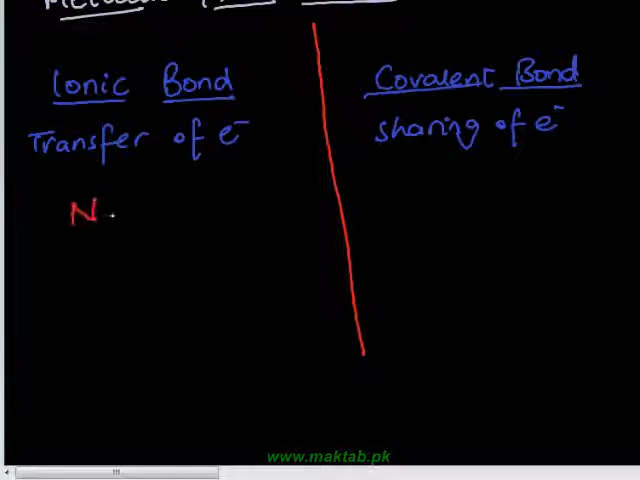 Ionic Bond
Transfer of e⁻
N
Covalent Bond
sharing of e⁻
www.maktab.pk